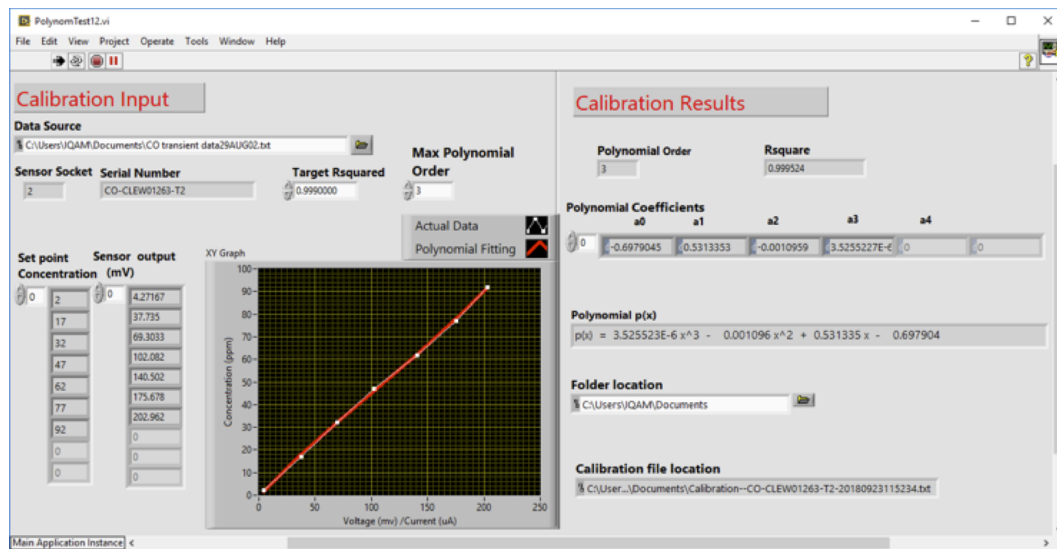 PolynomTest12.vi
File Edit View Project Operate Tools Window Help
Calibration Input
Data Source
C:\Users\JQAM\Documents\CO transient data29AUG02.txt
Sensor Socket Serial Number
2 CO-CLEW01263-T2
Target Rsquared
0.9990000
Max Polynomial
Order
3
Actual Data
Polynomial Fitting
Set point
Concentration
0
2
17
32
47
62
77
92
0
0
Sensor output
(mV)
0
4.27167
37.735
69.3033
102.082
140.502
175.678
202.962
0
0
0
XY Graph
Concentration (ppm)
100
90
80
70
60
50
40
30
20
10
0
0 50 100 150 200 250
Voltage (mv) /Current (uA)
Calibration Results
Polynomial Order
3
Rsquare
0.999524
Polynomial Coefficients
a0 a1 a2 a3 a4
0 -0.6979045 0.5313353 -0.0010959 3.5255227E-6 0 0
Polynomial p(x)
p(x) = 3.525523E-6 x^3 - 0.001096 x^2 + 0.531335 x - 0.697904
Folder location
C:\Users\JQAM\Documents
Calibration file location
C:\User...\Documents\Calibration--CO-CLEW01263-T2-20180923115234.txt
Main Application Instance